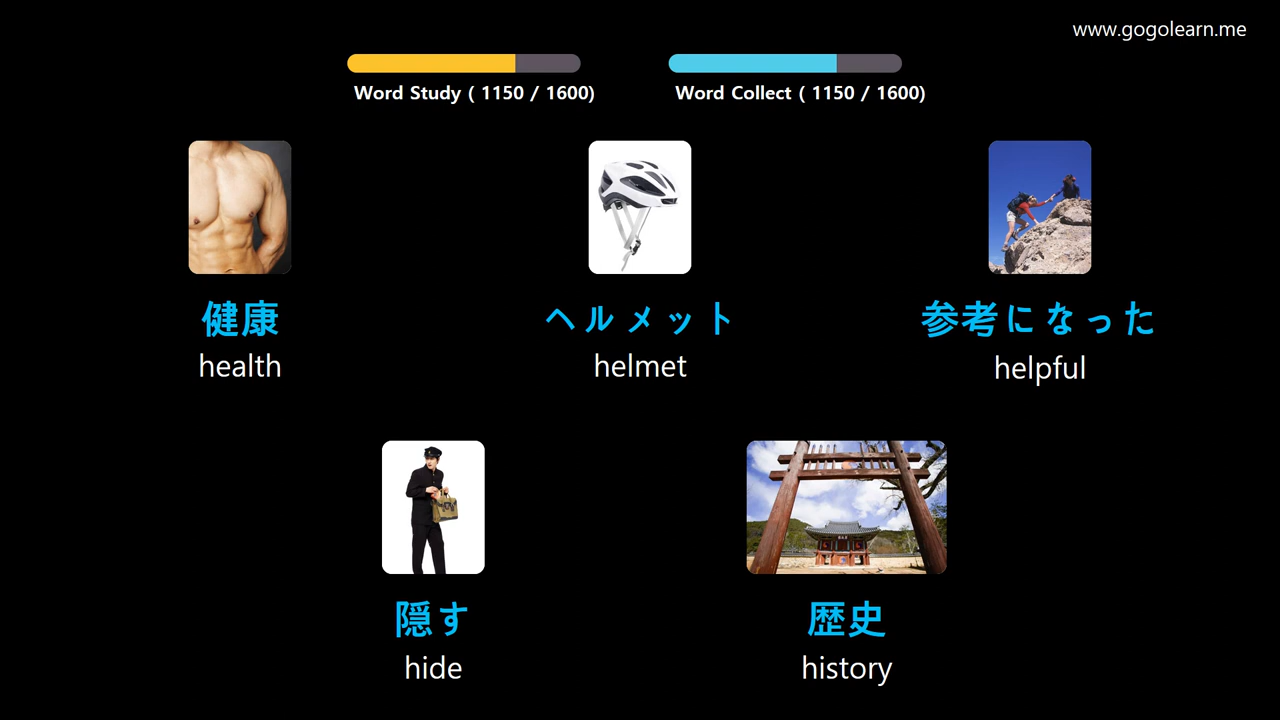 www.gogolearn.me
Word Study ( 1150 / 1600)
Word Collect ( 1150 / 1600)
健康
health
ヘルメット
helmet
参考になった
helpful
隠す
hide
歴史
history